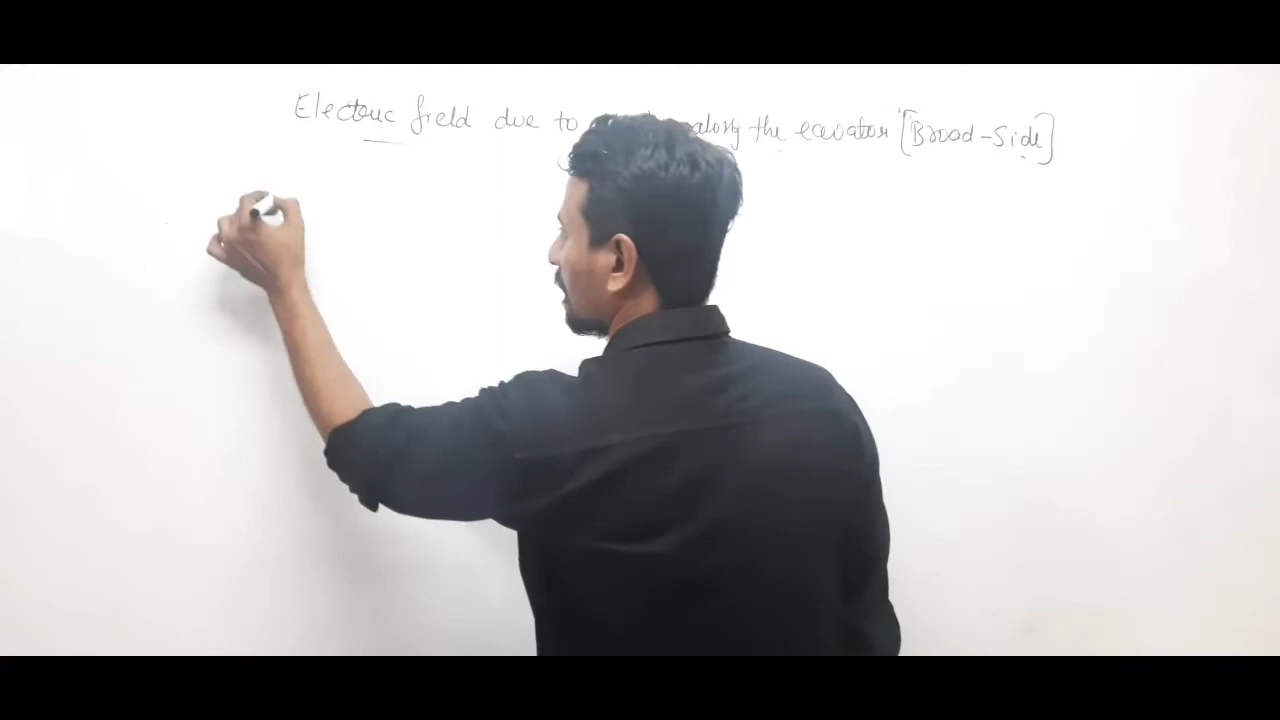 Electric field due to along the equator [Broad-Side]